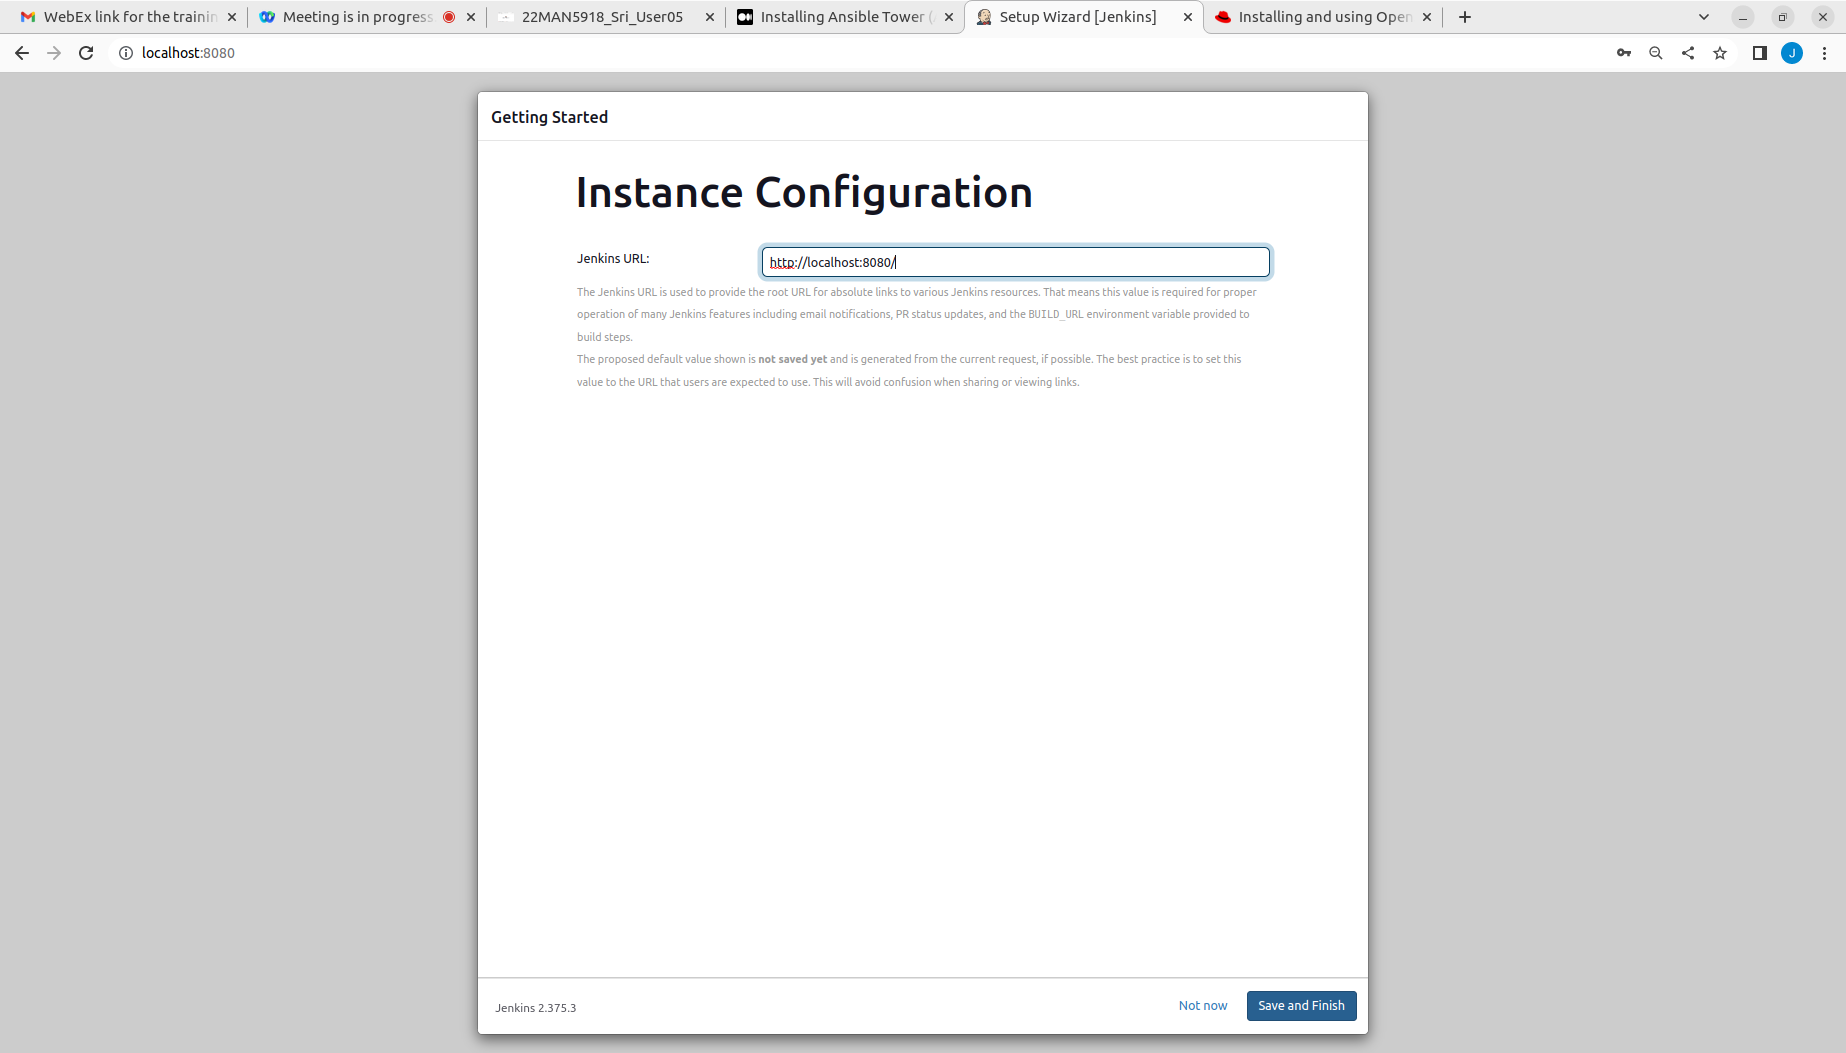 WebEx link for the trainin
Meeting is in progress
22MAN5918_Sri_User05
Installing Ansible Tower (
Setup Wizard [Jenkins]
Installing and using Open
localhost:8080
J
Getting Started
Instance Configuration
Jenkins URL:
http://localhost:8080/
The Jenkins URL is used to provide the root URL for absolute links to various Jenkins resources. That means this value is required for proper
operation of many Jenkins features including email notifications, PR status updates, and the BUILD_URL environment variable provided to
build steps.
The proposed default value shown is not saved yet and is generated from the current request, if possible. The best practice is to set this
value to the URL that users are expected to use. This will avoid confusion when sharing or viewing links.
Jenkins 2.375.3
Not now
Save and Finish